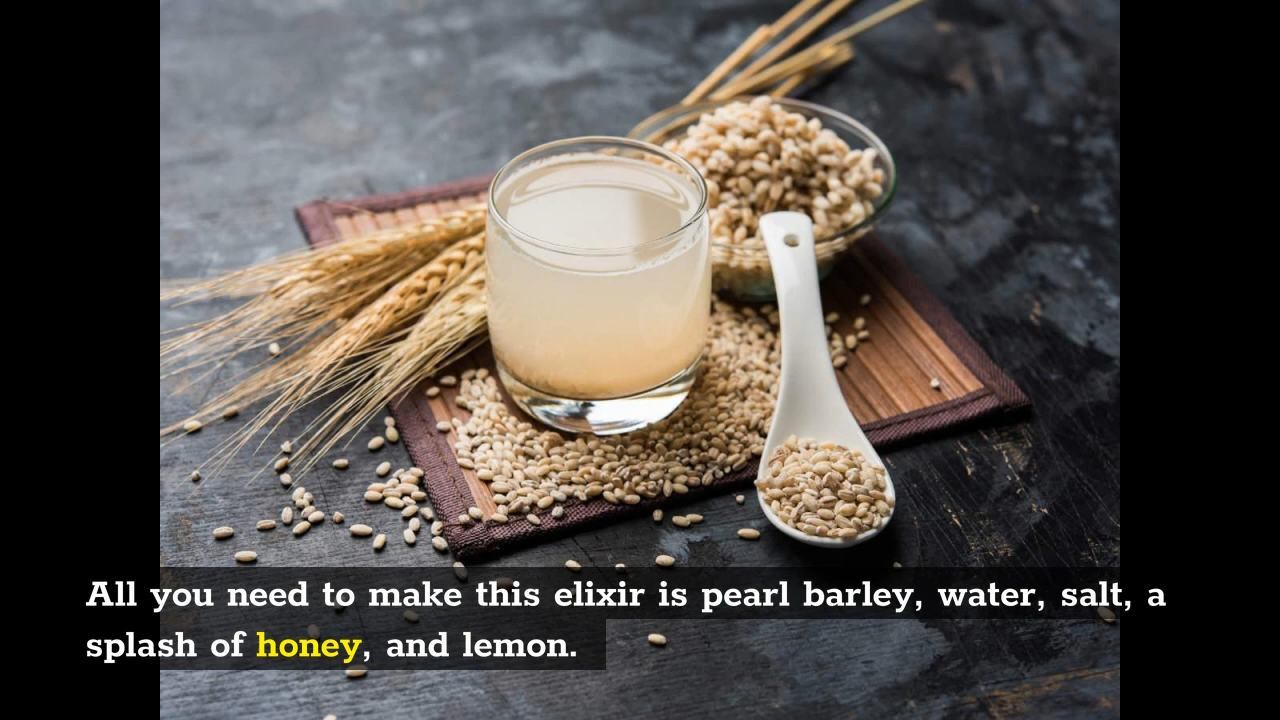 All you need to make this elixir is pearl barley, water, salt, a
splash of honey, and lemon.